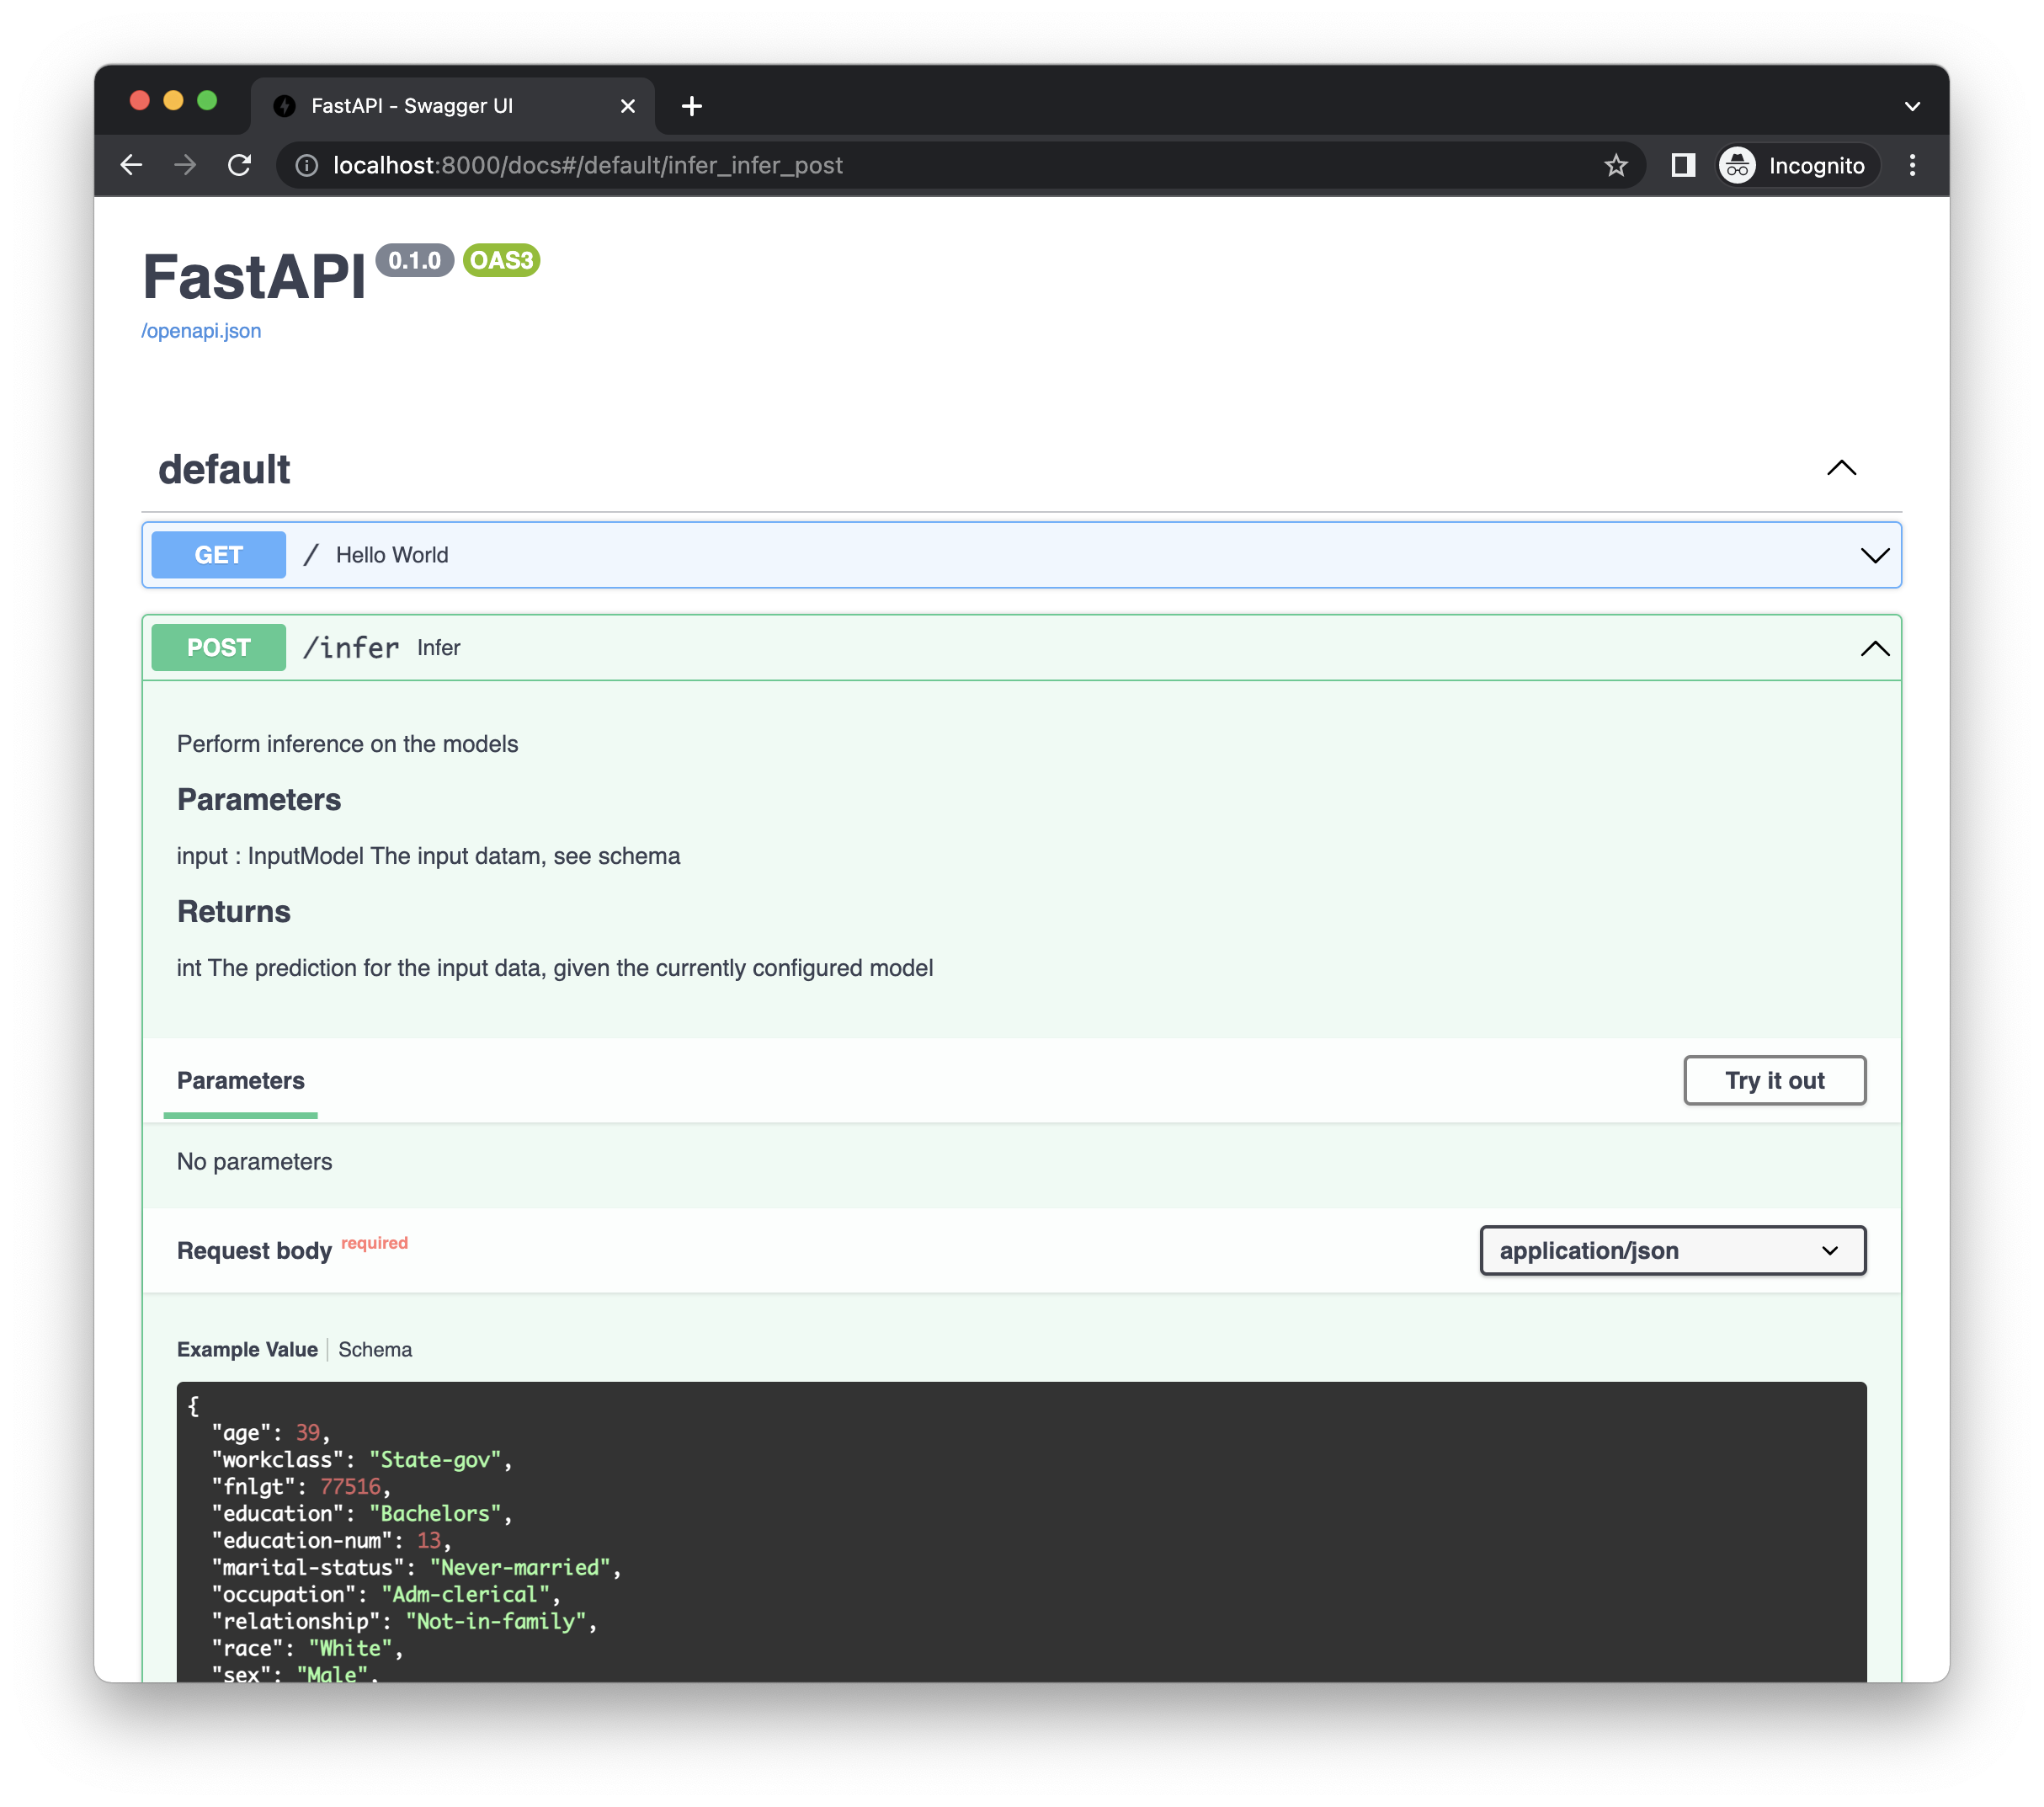 FastAPI - Swagger UI
localhost:8000/docs#/default/infer_infer_post
Incognito
FastAPI 0.1.0 OAS3
/openapi.json
default
GET / Hello World
POST /infer Infer
Perform inference on the models
Parameters
input : InputModel The input datam, see schema
Returns
int The prediction for the input data, given the currently configured model
Parameters
Try it out
No parameters
Request body required
application/json
Example Value Schema
{
"age": 39,
"workclass": "State-gov",
"fnlgt": 77516,
"education": "Bachelors",
"education-num": 13,
"marital-status": "Never-married",
"occupation": "Adm-clerical",
"relationship": "Not-in-family",
"race": "White",
"sex": "Male",